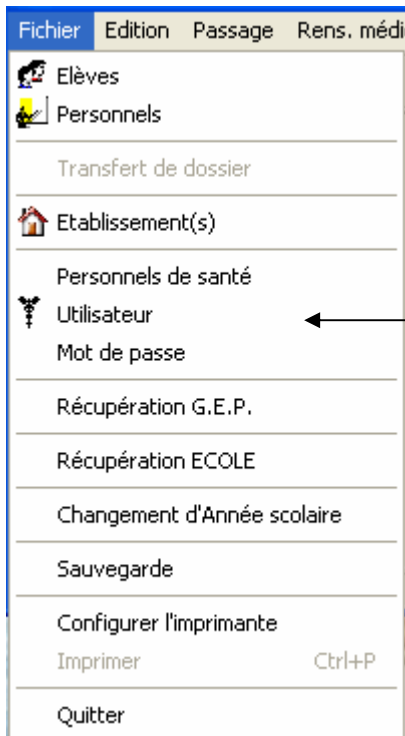 Fichier Edition Passage Rens. médi
Elèves
Personnels
Transfert de dossier
Etablissement(s)
Personnels de santé
Utilisateur
Mot de passe
Récupération G.E.P.
Récupération ECOLE
Changement d'Année scolaire
Sauvegarde
Configurer l'imprimante
Imprimer Ctrl+P
Quitter